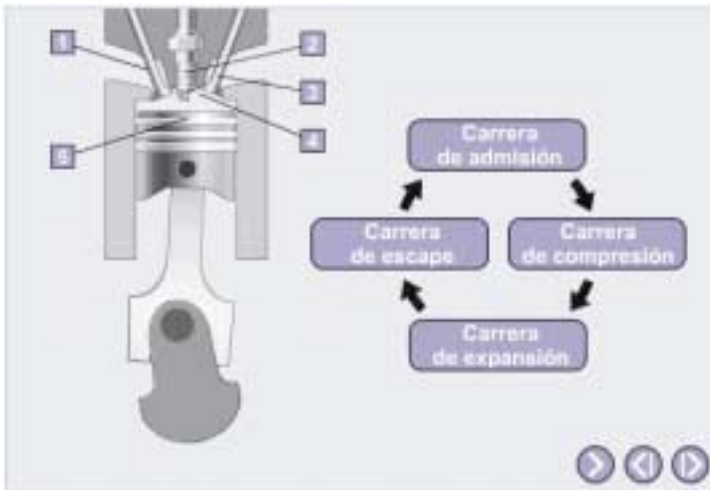 1
2
3
4
5
Carrera
de admisión
Carrera
de escape
Carrera
de compresión
Carrera
de expansión